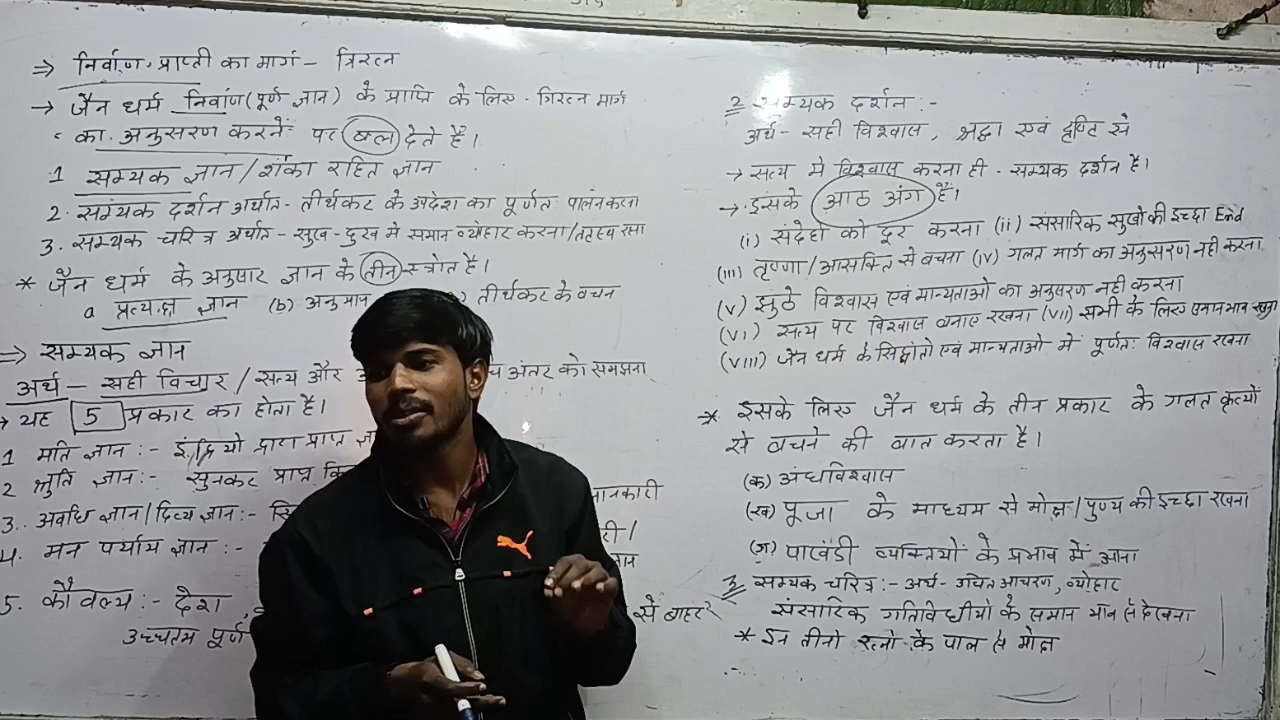 ⇒ निर्वाण प्राप्ती का मार्ग - त्रिरत्न
→ जैन धर्म निर्वाण (पूर्ण ज्ञान) के प्राप्ति के लिए त्रिरत्न मार्ग
का अनुसरण करने पर बल देते है।
1 सम्यक ज्ञान / शंका रहित ज्ञान
2. सम्यक दर्शन अर्थात - तीर्थकर के उपदेश का पूर्णत पालन करना
3. सम्यक चरित्र अर्थात - सुख-दुख मे समान व्योहार करना /
* जैन धर्म के अनुसार ज्ञान के तीन स्त्रोत है।
a प्रत्यक्ष ज्ञान (b) अनुमान तीर्थकर के वचन
⇒ सम्यक ज्ञान
अर्थ - सही विचार / सत्य और अंतर को समझना
→ यह 5 प्रकार का होता है।
1 मति ज्ञान :- इंद्रियो द्वारा प्राप्त
2 श्रुति ज्ञान :- सुनकर प्राप्त
3. अवधि ज्ञान / दिव्य ज्ञान :- जानकारी
4. मन पर्याय ज्ञान :-
5. कैवल्य :- देश से बाहर
उच्चतम पूर्ण
2 सम्यक दर्शन :-
अर्थ - सही विश्वास, श्रद्वा एवं दृष्टि से
→ सत्य मे विश्वास करना ही सम्यक दर्शन है।
→ इसके आठ अंग है।
(i) संदेहो को दूर करना (ii) संसारिक सुखो की इच्छा End
(iii) तृष्णा / आसक्ति से बचना (iv) गलत मार्ग का अनुसरण नही करना
(v) झुठे विश्वास एवं मान्यताओ का अनुसरण नही करना
(vi) सत्य पर विश्वास बनाए रखना (vii) सभी के लिए समान भाव रखना
(viii) जैन धर्म के सिद्वांतो एवं मान्यताओ मे पूर्णतः विश्वास रखना
* इसके लिए जैन धर्म के तीन प्रकार के गलत कृत्यों
से बचने की बात करता है।
(क) अंधविश्वास
(ख) पूजा के माध्यम से मोक्ष / पुण्य की इच्छा रखना
(ज) पाखंडी व्यक्तियों के प्रभाव में आना
3 सम्यक चरित्र :- अर्थ - उचित आचरण, व्योहार
संसारिक गतिविधीयो के समान भाव से देखना
* इन तीनो रत्नो के पाल से मोक्ष